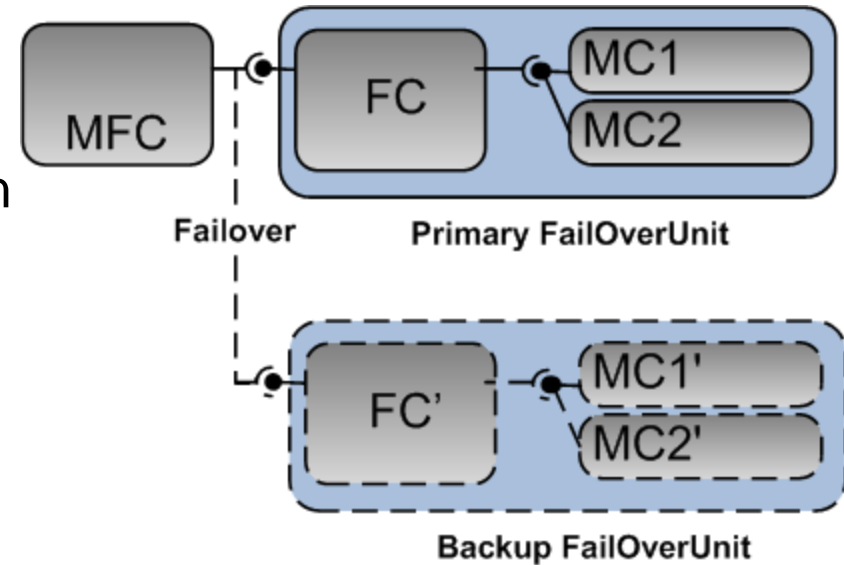 MC1
FC
MC2
MFC
n
Failover
Primary FailOverUnit
MC1'
FC’
MC2'
Backup FailOverUnit